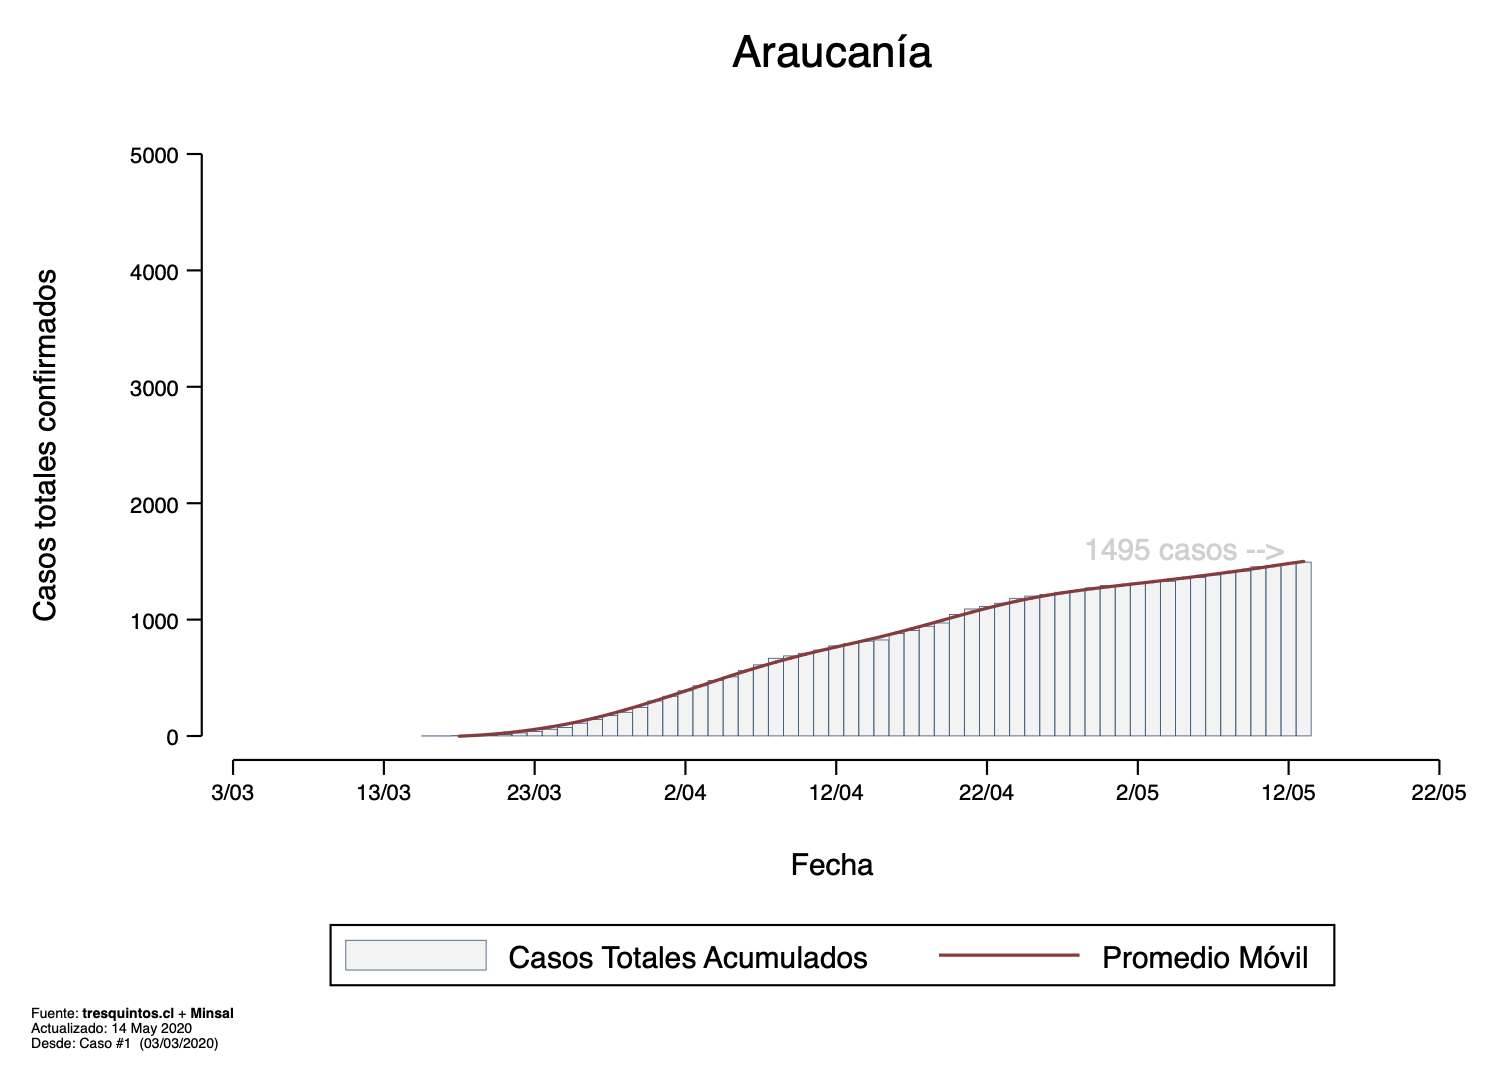 Araucanía
Casos totales confirmados
5000
4000
3000
2000
1000
0
1495 casos -->
3/03 13/03 23/03 2/04 12/04 22/04 2/05 12/05 22/05
Fecha
Casos Totales Acumulados Promedio Móvil
Fuente: tresquintos.cl + Minsal
Actualizado: 14 May 2020
Desde: Caso #1 (03/03/2020)